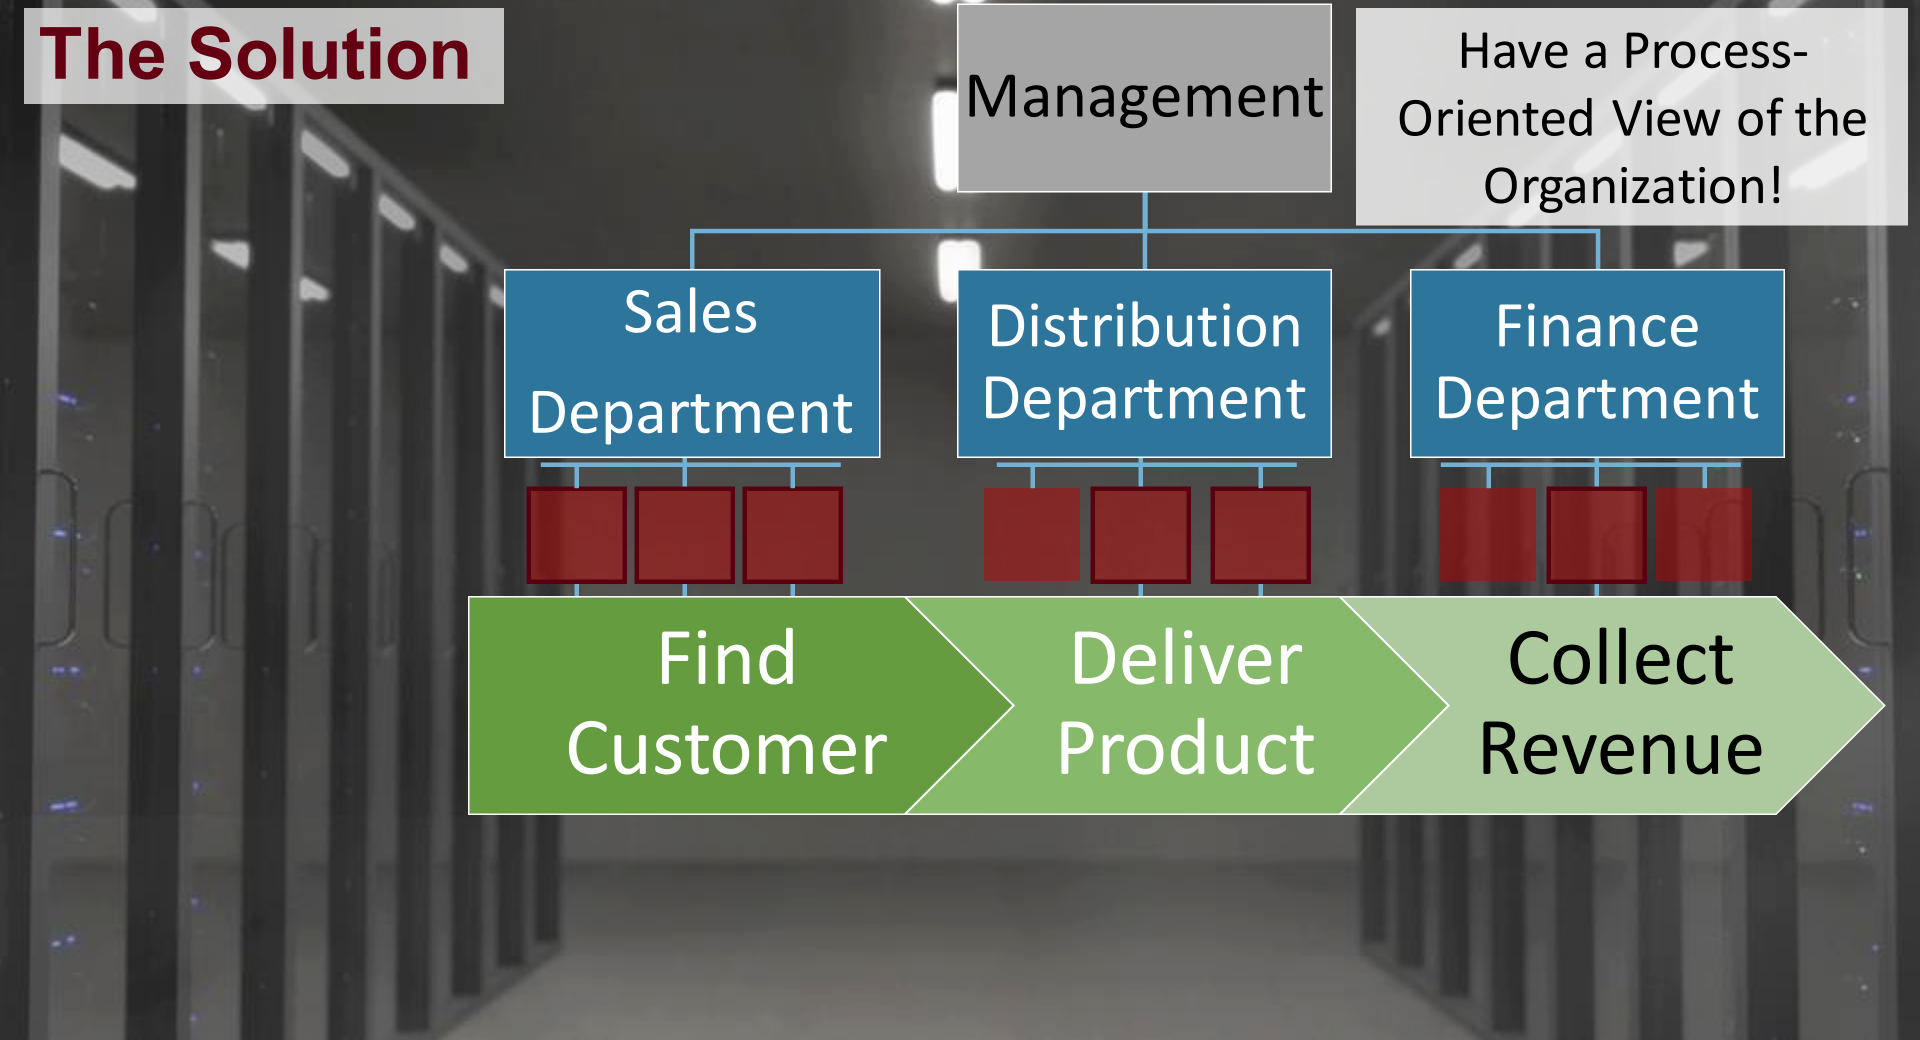 The Solution
Management
Have a Process-
Oriented View of the
Organization!
Sales
Department
Distribution
Department
Finance
Department
Find
Customer
Deliver
Product
Collect
Revenue